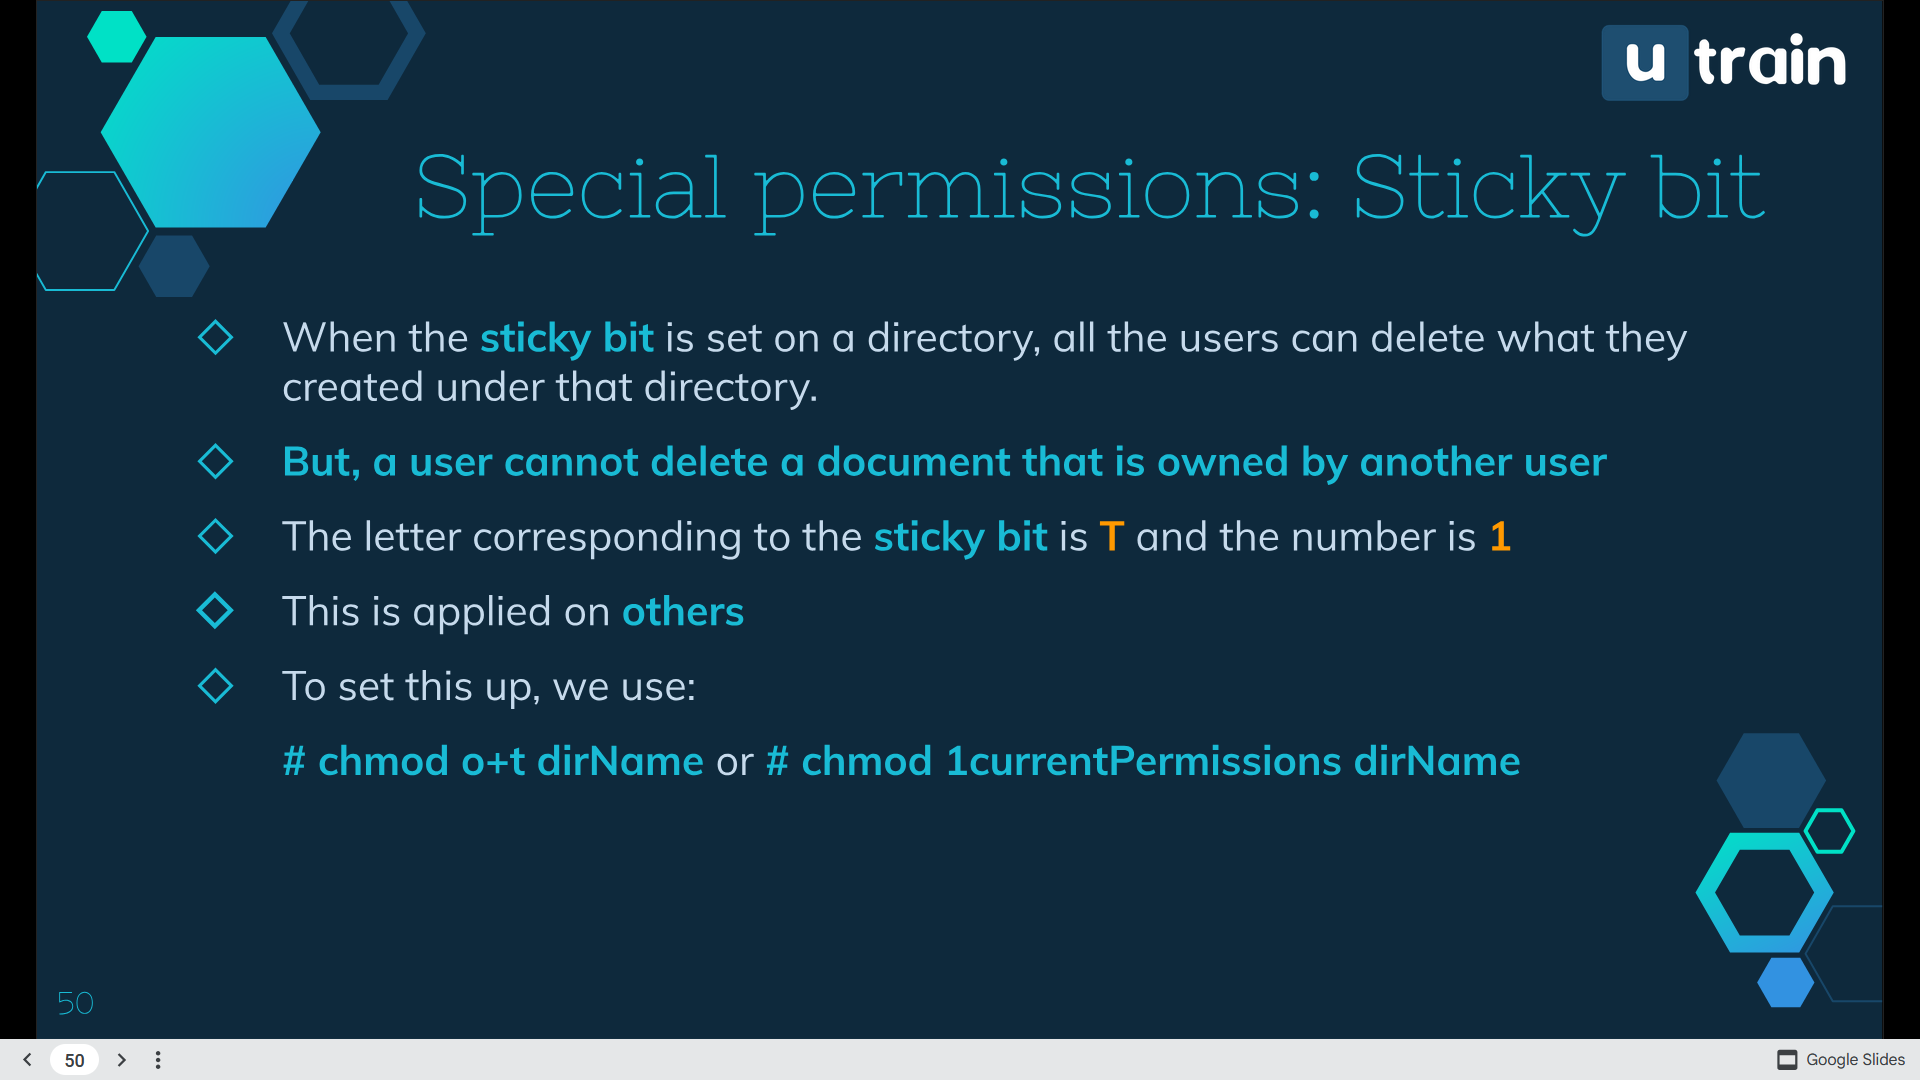 u train
Special permissions: Sticky bit
When the sticky bit is set on a directory, all the users can delete what they
created under that directory.
But, a user cannot delete a document that is owned by another user
The letter corresponding to the sticky bit is T and the number is 1
This is applied on others
To set this up, we use:
# chmod o+t dirName or # chmod 1currentPermissions dirName
50
50
Google Slides